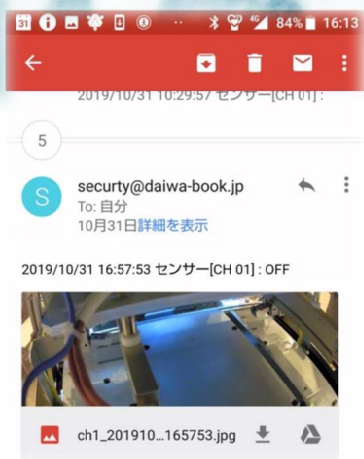 31
4G 84% 16:13
2019/10/31 10:29:57 センサー[CH 01] :
5
S
securty@daiwa-book.jp
To: 自分
10月31日詳細を表示
2019/10/31 16:57:53 センサー[CH 01] : OFF
ch1_201910...165753.jpg